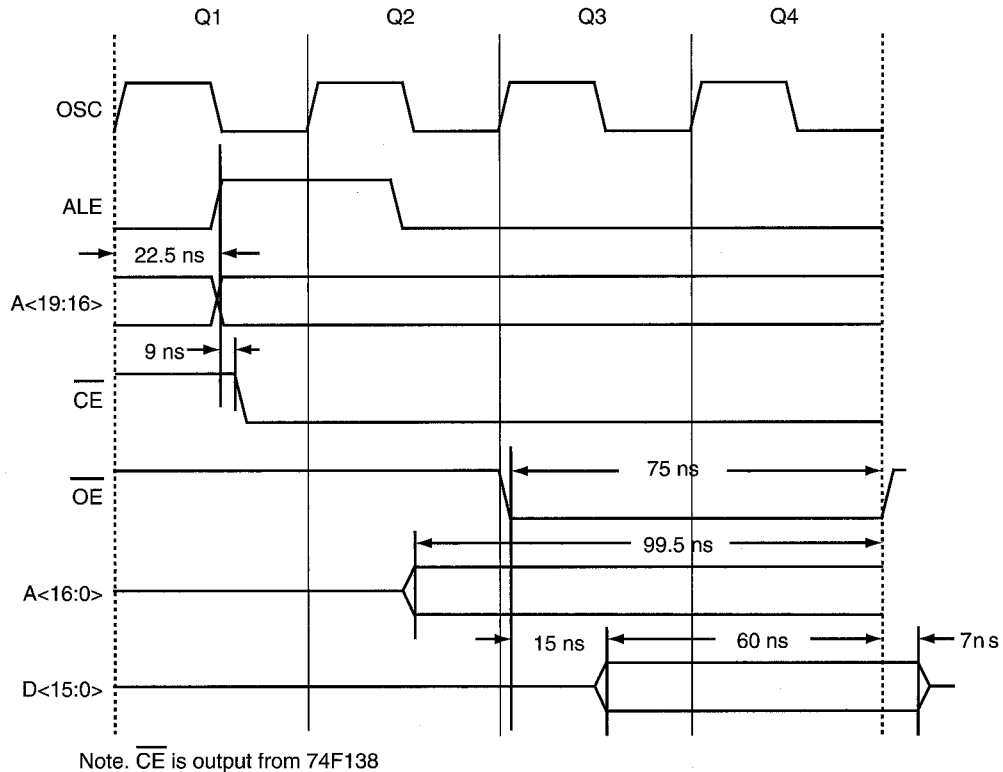 Q1 Q2 Q3 Q4
OSC
ALE
22.5 ns
A<19:16>
9 ns
CE
OE
75 ns
99.5 ns
A<16:0>
15 ns 60 ns 7ns
D<15:0>
Note. CE is output from 74F138